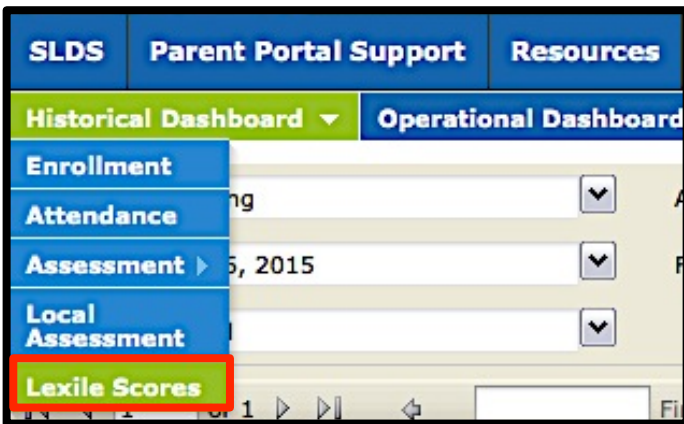 SLDS Parent Portal Support Resources
Historical Dashboard Operational Dashboard
Enrollment
Attendance
Assessment 5, 2015
Local
Assessment
Lexile Scores
of 1